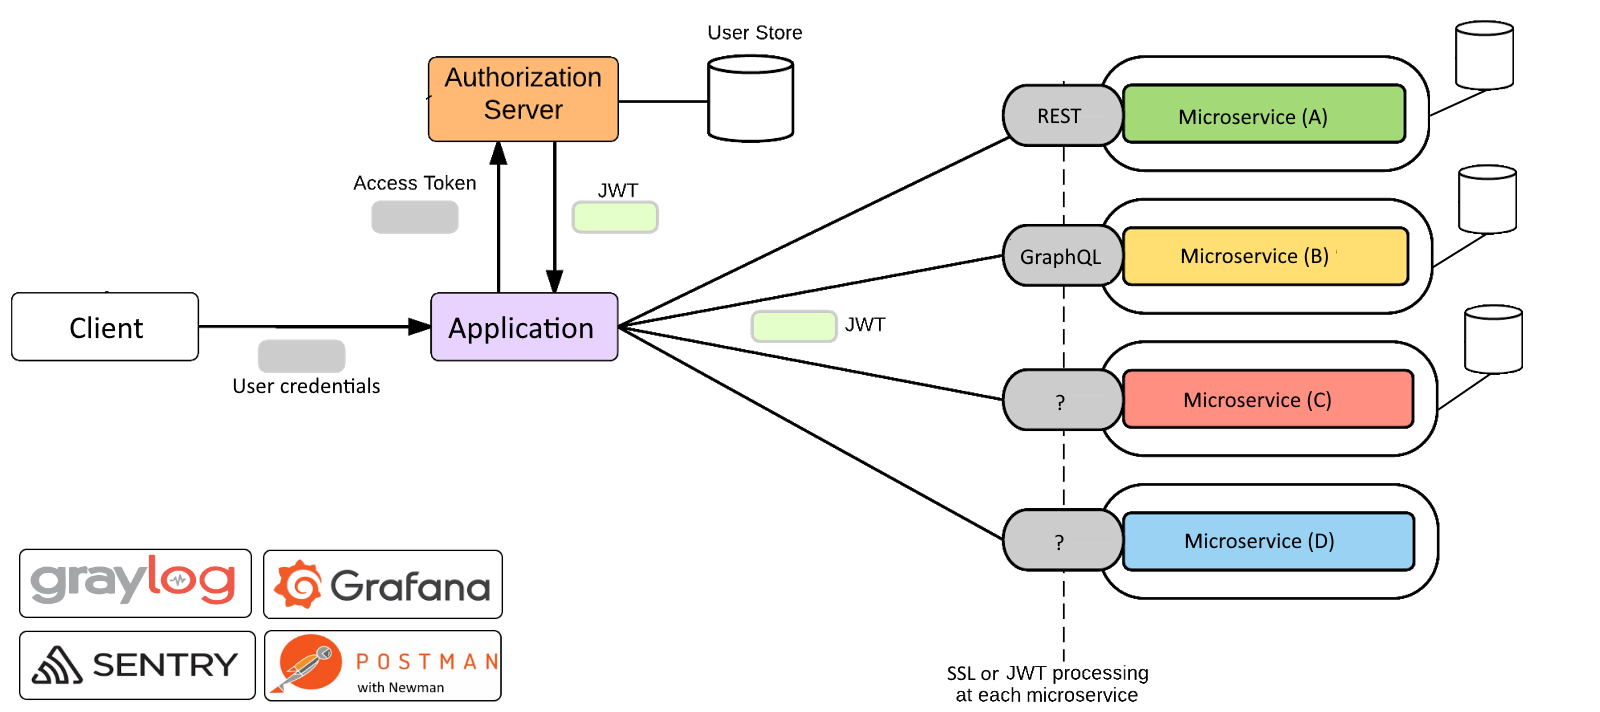 User Store
Authorization
Server
REST
Microservice (A)
Access Token
JWT
GraphQL
Microservice (B)
Client
Application
JWT
User credentials
?
Microservice (C)
?
Microservice (D)
graylog
Grafana
SENTRY
POSTMAN
with Newman
SSL or JWT processing
at each microservice